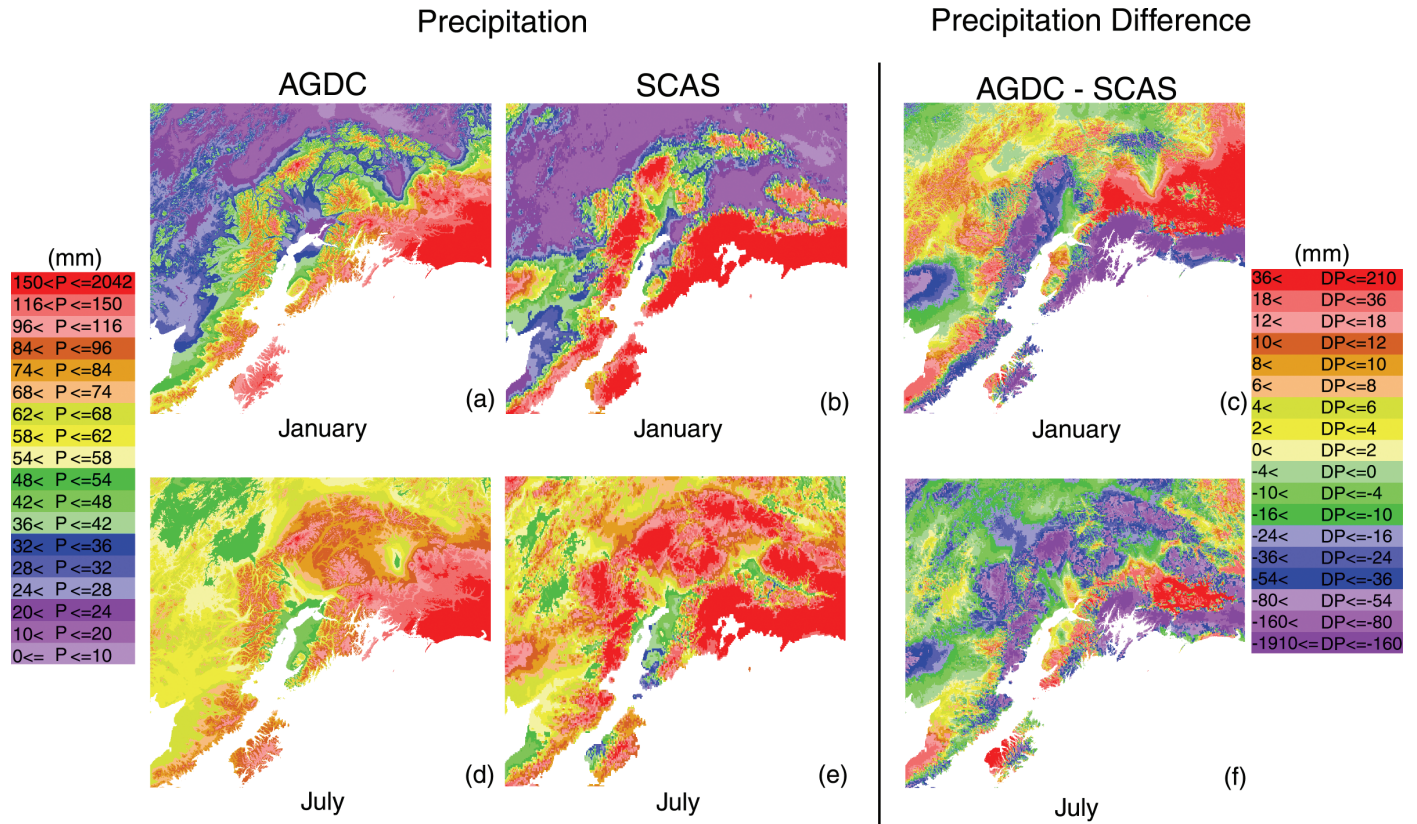 Precipitation
Precipitation Difference
AGDC
SCAS
AGDC - SCAS
(mm)
150< P <=2042
116< P <=150
96< P <=116
84< P <=96
74< P <=84
68< P <=74
62< P <=68
58< P <=62
54< P <=58
48< P <=54
42< P <=48
36< P <=42
32< P <=36
28< P <=32
24< P <=28
20< P <=24
10< P <=20
0<= P <=10
(a)
January
(b)
January
(c)
January
(d)
July
(e)
July
(f)
July
(mm)
36< DP<=210
18< DP<=36
12< DP<=18
10< DP<=12
8< DP<=10
6< DP<=8
4< DP<=6
2< DP<=4
0< DP<=2
-4< DP<=0
-10< DP<=-4
-16< DP<=-10
-24< DP<=-16
-36< DP<=-24
-54< DP<=-36
-80< DP<=-54
-160< DP<=-80
-1910<= DP<=-160